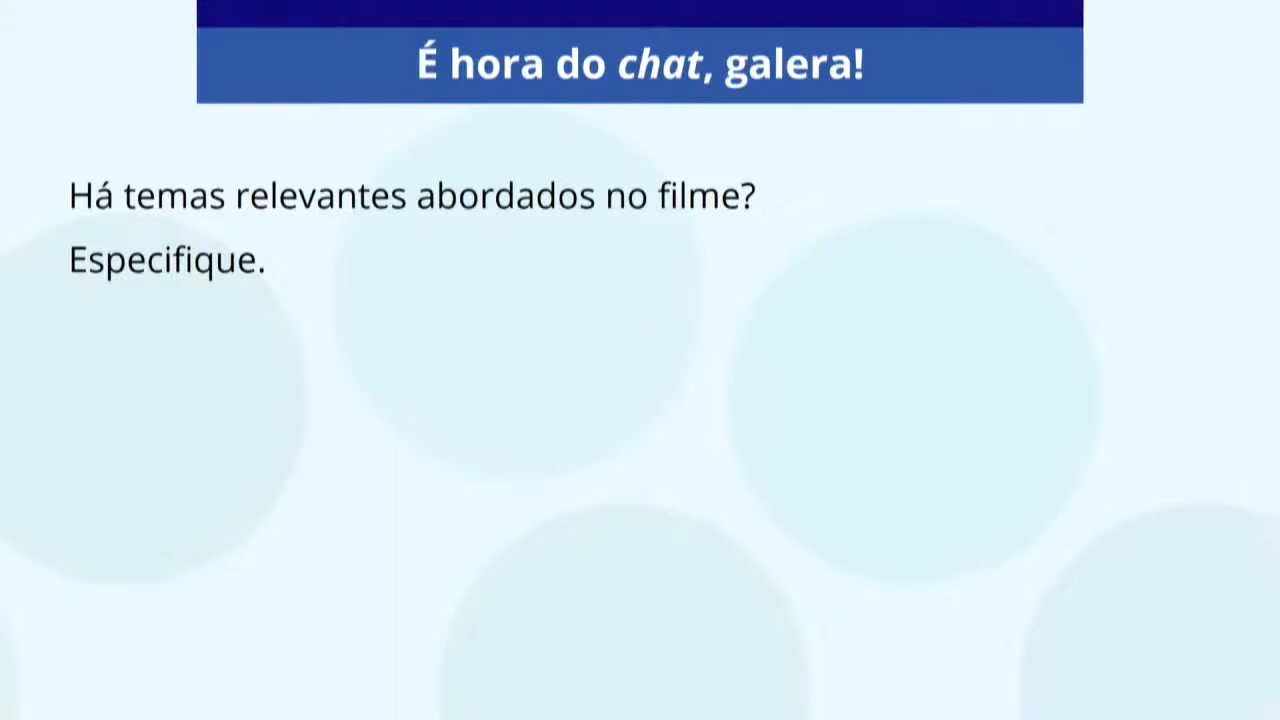 É hora do chat, galera!
Há temas relevantes abordados no filme?
Especifique.